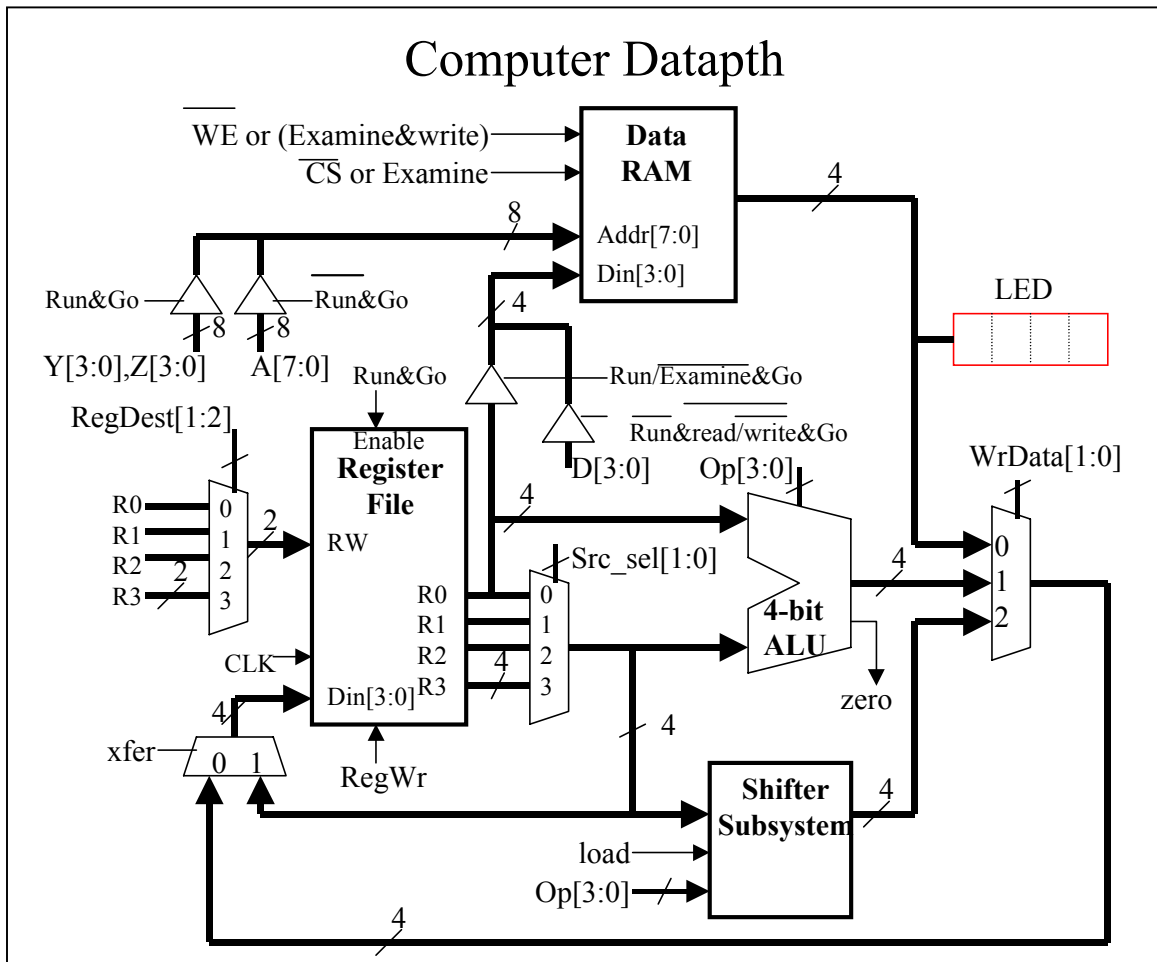 Computer Datapth
WE or (Examine&write)
CS or Examine
Data
RAM
4
8
Addr[7:0]
Din[3:0]
LED
Run&Go
Run&Go
8
8
4
Y[3:0],Z[3:0]
A[7:0]
Run&Go
Run/Examine&Go
RegDest[1:2]
Enable
D[3:0]
Run&read/write&Go
Register
File
Op[3:0]
WrData[1:0]
R0
R1
R2
R3
0
1
2
3
2
2
RW
4
Src_sel[1:0]
R0
R1
R2
R3
4
0
1
2
3
4-bit
ALU
4
zero
0
1
2
CLK
Din[3:0]
4
xfer
0 1
RegWr
4
Shifter
Subsystem
4
load
Op[3:0]
4